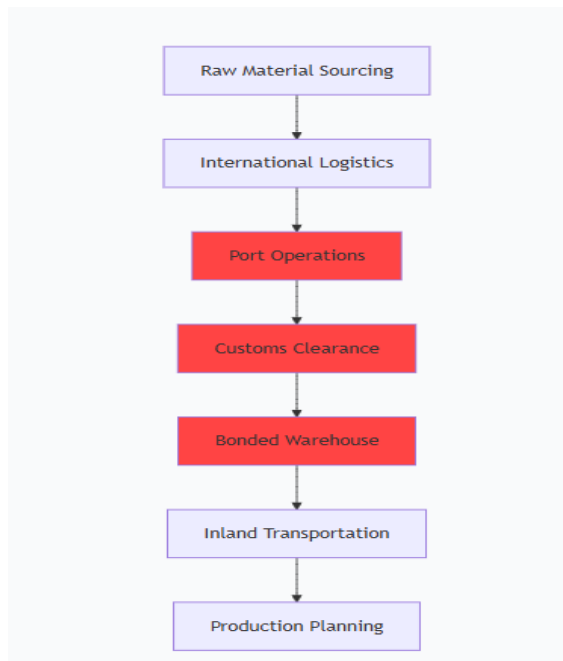 Raw Material Sourcing
International Logistics
Port Operations
Customs Clearance
Bonded Warehouse
Inland Transportation
Production Planning